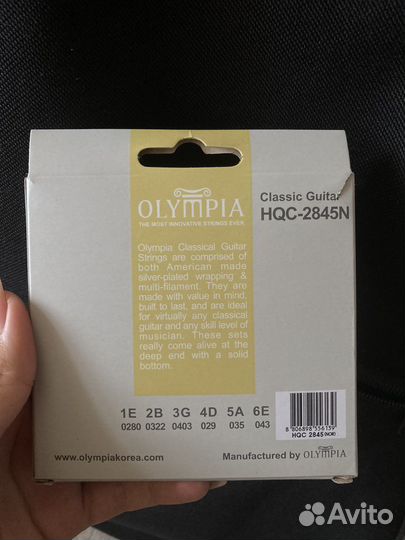 OLYMPIA
THE MOST INNOVATIVE STRINGS EVER.
Classic Guitar
HQC-2845N
Olympia Classical Guitar
Strings are comprised of
both American made
silver-plated wrapping &
multi-filament. They are
made with value in mind,
built to last, and are ideal
for virtually any classical
guitar and any skill level of
musician. These sets
really come alive at the
deep end with a solid
bottom.
1E 2B 3G 4D 5A 6E
0280 0322 0403 029 035 043
8 806898 556159
HQC 2845(NOR)
www.olympiakorea.com
Manufactured by OLYMPIA
Avito